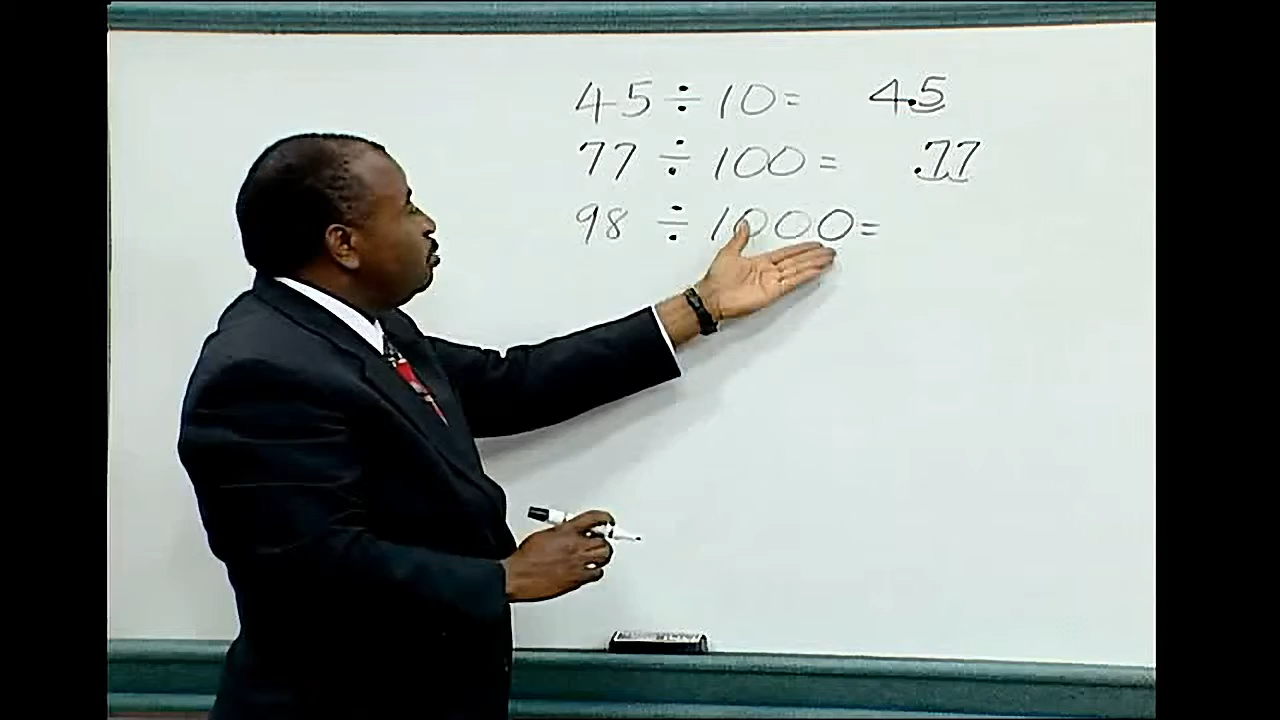 45 ÷ 10 = 4.5
77 ÷ 100 = .77
98 ÷ 1000 =